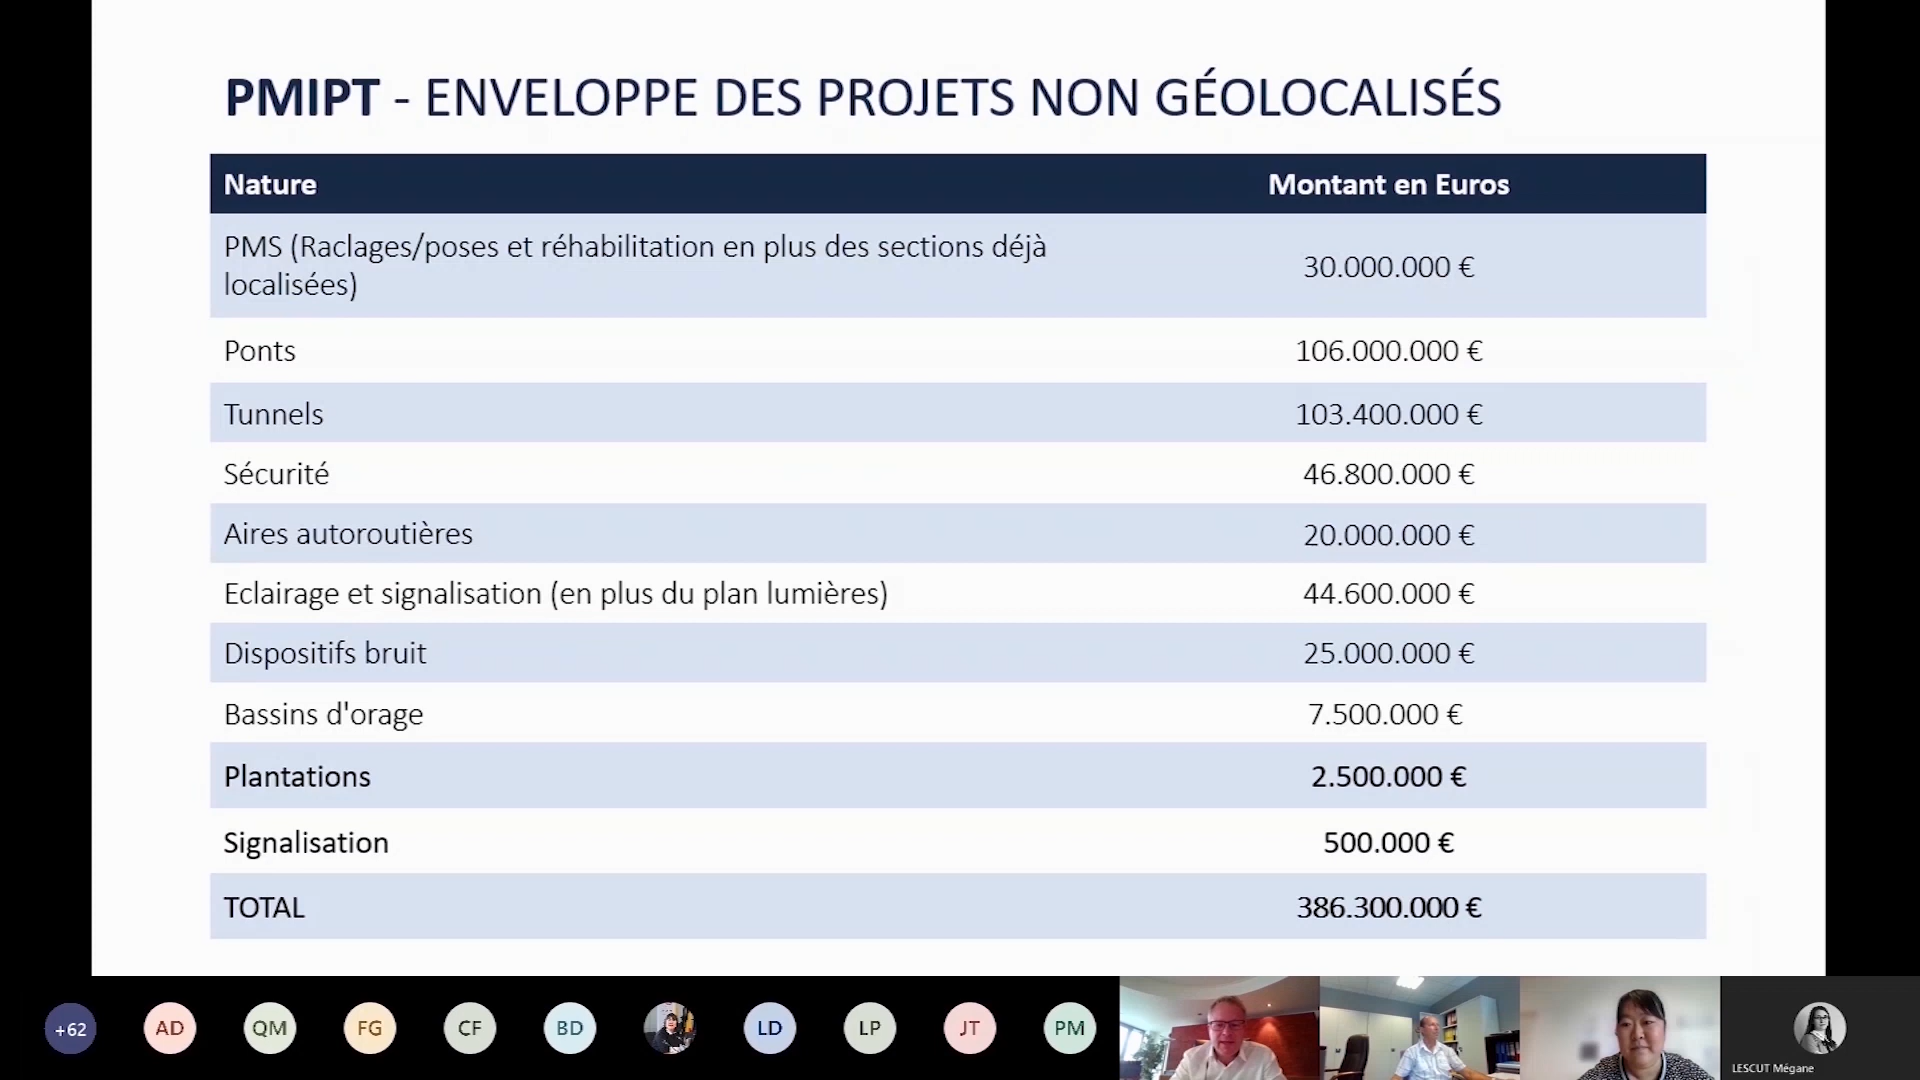 PMIPT - ENVELOPPE DES PROJETS NON GÉOLOCALISÉS
Nature Montant en Euros
PMS (Raclages/poses et réhabilitation en plus des sections déjà
localisées) 30.000.000 €
Ponts 106.000.000 €
Tunnels 103.400.000 €
Sécurité 46.800.000 €
Aires autoroutières 20.000.000 €
Eclairage et signalisation (en plus du plan lumières) 44.600.000 €
Dispositifs bruit 25.000.000 €
Bassins d'orage 7.500.000 €
Plantations 2.500.000 €
Signalisation 500.000 €
TOTAL 386.300.000 €
+62 AD QM FG CF BD LD LP JT PM
LESCUT Mégane